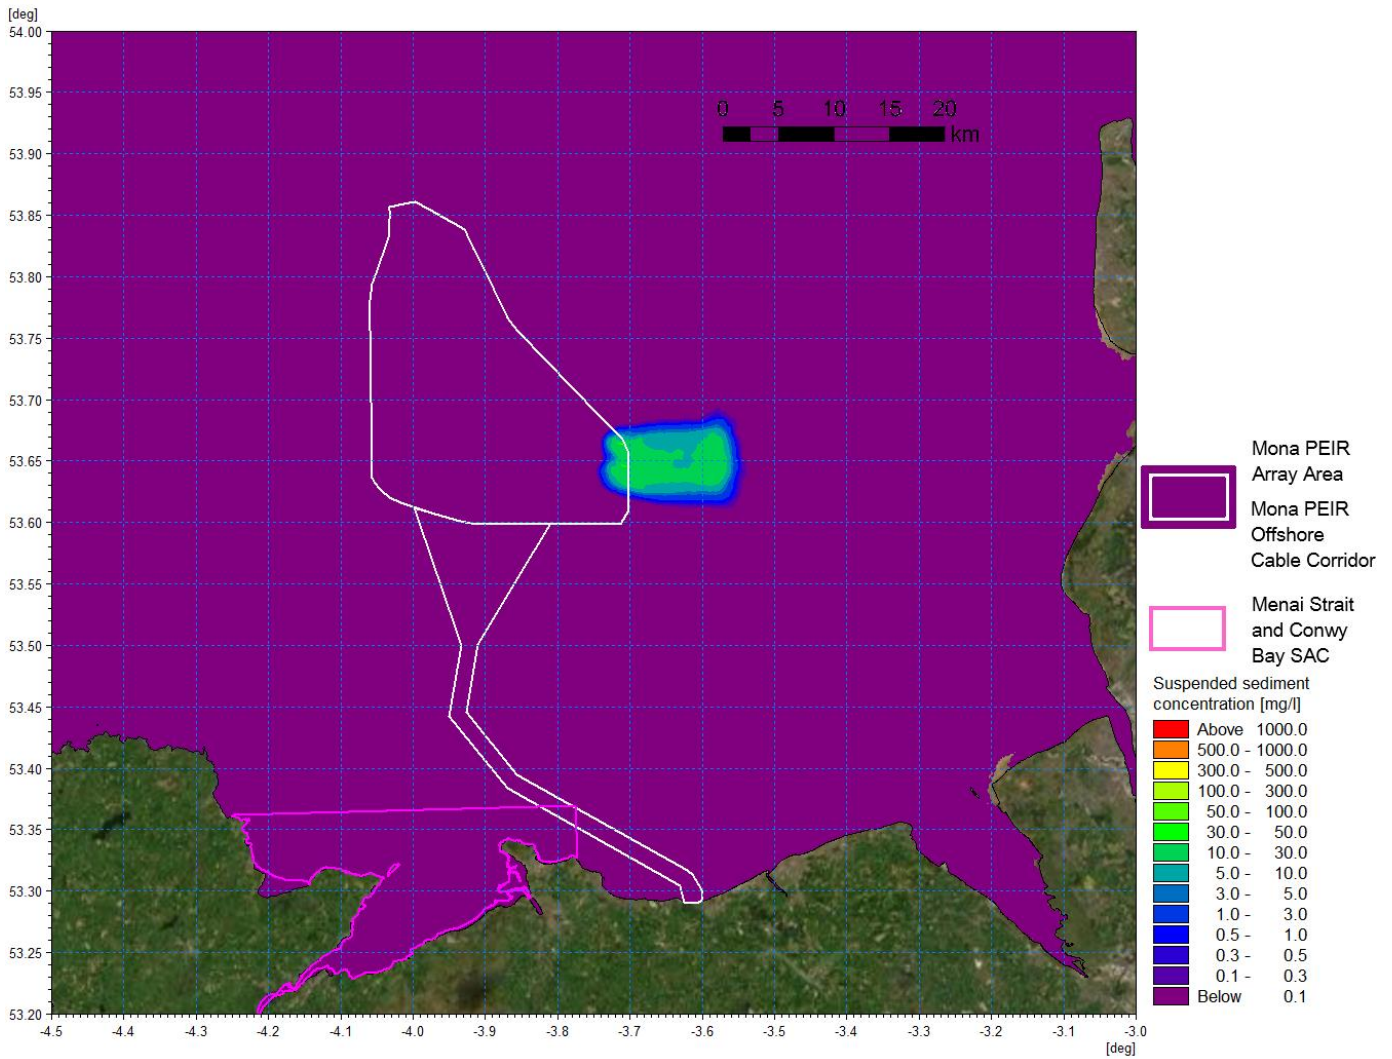 [deg]
54.00
53.95
53.90
53.85
53.80
53.75
53.70
53.65
53.60
53.55
53.50
53.45
53.40
53.35
53.30
53.25
53.20
-4.5 -4.4 -4.3 -4.2 -4.1 -4.0 -3.9 -3.8 -3.7 -3.6 -3.5 -3.4 -3.3 -3.2 -3.1 -3.0
[deg]
0 5 10 15 20
km
Mona PEIR
Array Area
Mona PEIR
Offshore
Cable Corridor
Menai Strait
and Conwy
Bay SAC
Suspended sediment
concentration [mg/l]
Above 1000.0
500.0 - 1000.0
300.0 - 500.0
100.0 - 300.0
50.0 - 100.0
30.0 - 50.0
10.0 - 30.0
5.0 - 10.0
3.0 - 5.0
1.0 - 3.0
0.5 - 1.0
0.3 - 0.5
0.1 - 0.3
Below 0.1